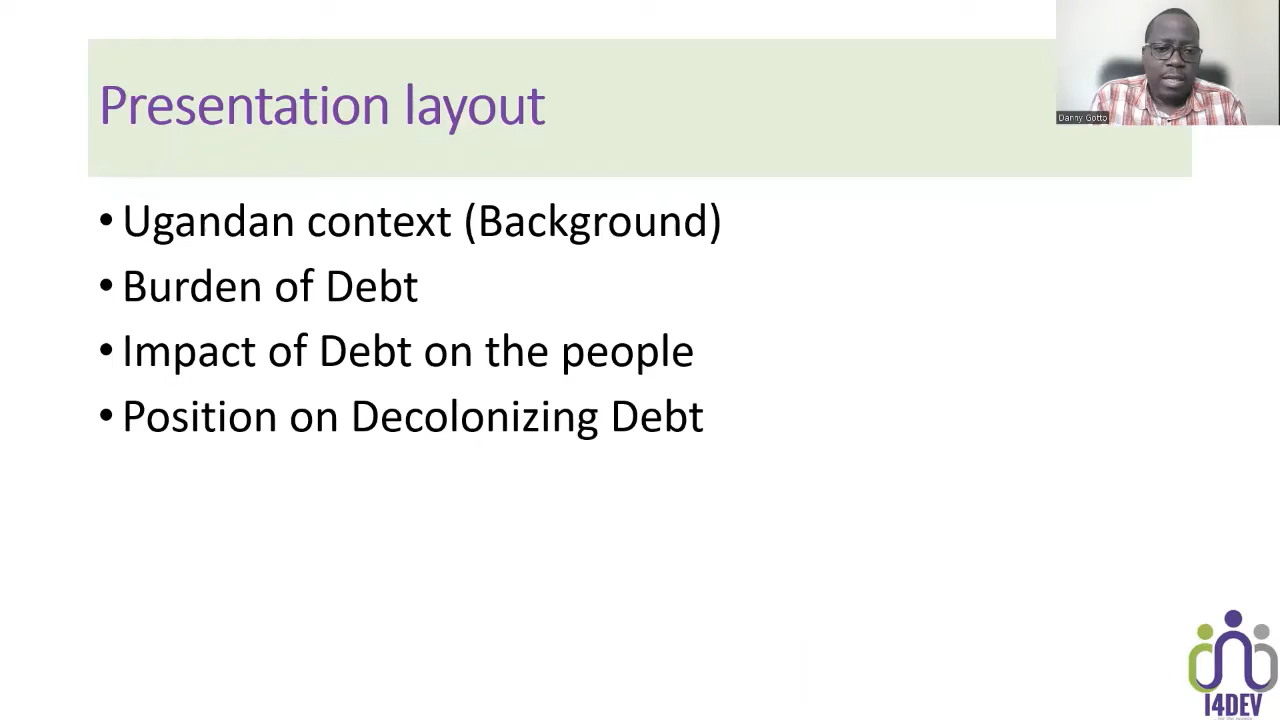 Presentation layout
Danny Gotto
• Ugandan context (Background)
• Burden of Debt
• Impact of Debt on the people
• Position on Decolonizing Debt
I4DEV